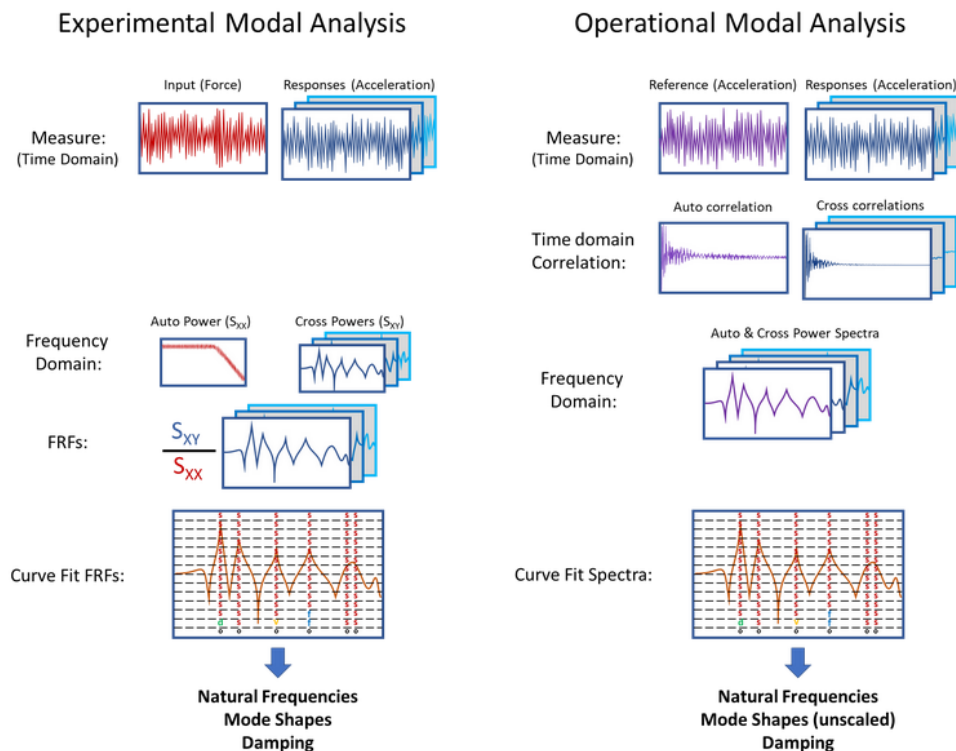 Experimental Modal Analysis
Input (Force)
Responses (Acceleration)
Measure:
(Time Domain)
Auto Power (SXX)
Cross Powers (SXY)
Frequency
Domain:
FRFs:
SXY
SXX
Curve Fit FRFs:
Natural Frequencies
Mode Shapes
Damping
Operational Modal Analysis
Reference (Acceleration)
Responses (Acceleration)
Measure:
(Time Domain)
Auto correlation
Cross correlations
Time domain
Correlation:
Auto & Cross Power Spectra
Frequency
Domain:
Curve Fit Spectra:
Natural Frequencies
Mode Shapes (unscaled)
Damping